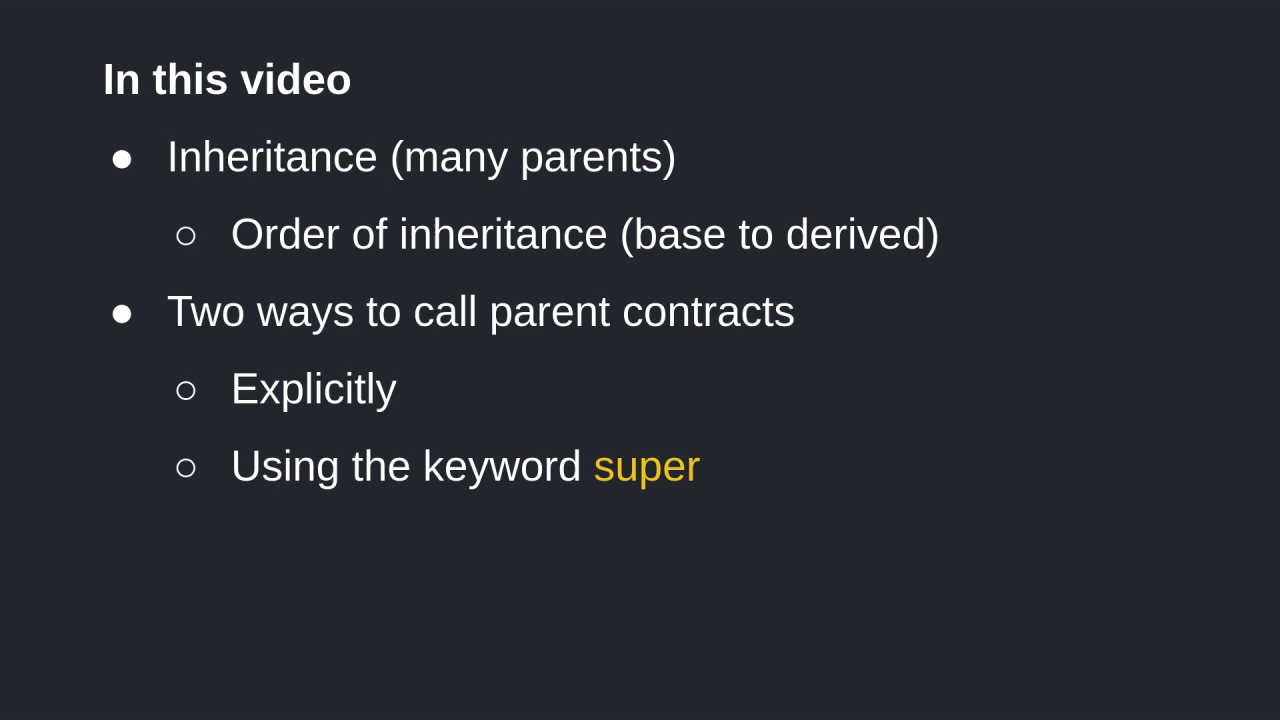 In this video
● Inheritance (many parents)
○ Order of inheritance (base to derived)
● Two ways to call parent contracts
○ Explicitly
○ Using the keyword super